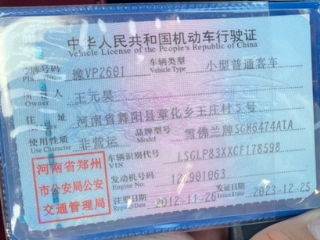 中华人民共和国机动车行驶证
Vehicle License of the People's Republic of China
号牌号码 豫VP2601 车辆类型 小型普通客车
Plate No. Vehicle Type
所有人 王元昊
Owner
住 址 河南省舞阳县章化乡王庄村5号
Address
使用性质 非营运 品牌型号 雪佛兰牌SGM6474ATA
Use Character Model
河南省郑州
市公安局公安
交通管理局
车辆识别代号 LSGLP83XXCF178598
VIN
发动机号码 122901063
Engine No.
注册日期 2012-11-26 发证日期 2023-12-25
Register Date Issue Date